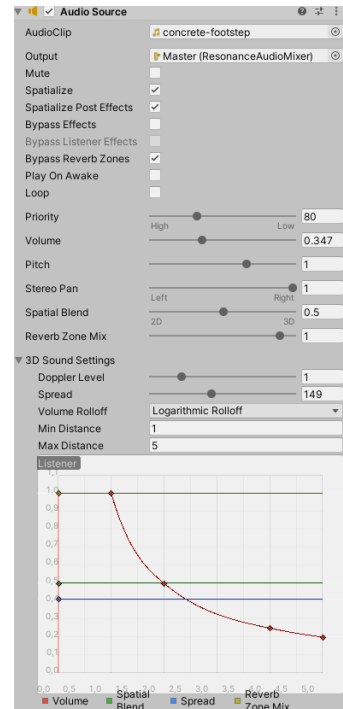 Audio Source
AudioClip
concrete-footstep
Output
Master (ResonanceAudioMixer)
Mute
Spatialize
Spatialize Post Effects
Bypass Effects
Bypass Listener Effects
Bypass Reverb Zones
Play On Awake
Loop
Priority
80
High
Low
Volume
0.347
Pitch
1
Stereo Pan
1
Left
Right
Spatial Blend
0.5
2D
3D
Reverb Zone Mix
1
3D Sound Settings
Doppler Level
1
Spread
149
Volume Rolloff
Logarithmic Rolloff
Min Distance
1
Max Distance
5
Listener
1,1
1,0
0,9
0,8
0,7
0,6
0,5
0,4
0,3
0,2
0,1
0,0
0,0 0,5 1,0 1,5 2,0 2,5 3,0 3,5 4,0 4,5 5,0
Volume
Spatial Blend
Spread
Reverb Zone Mix